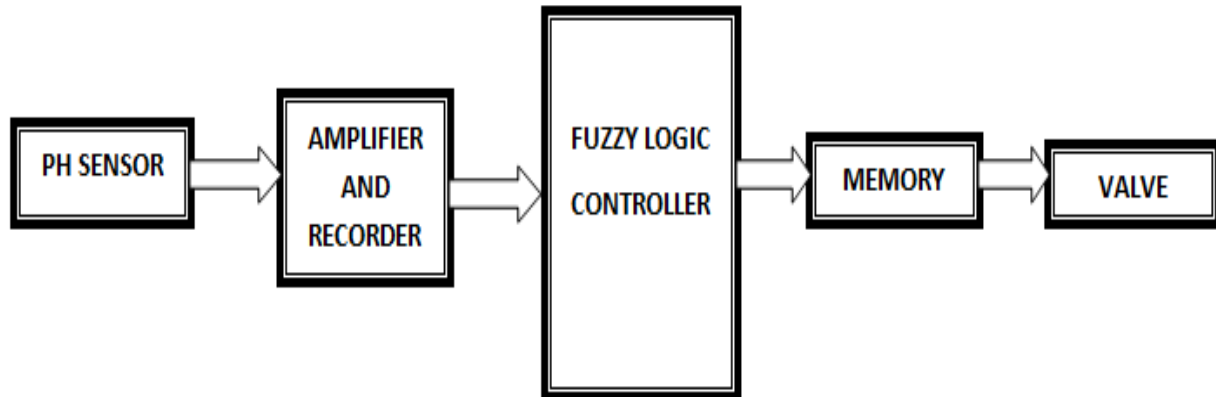 PH SENSOR
AMPLIFIER
AND
RECORDER
FUZZY LOGIC
CONTROLLER
MEMORY
VALVE